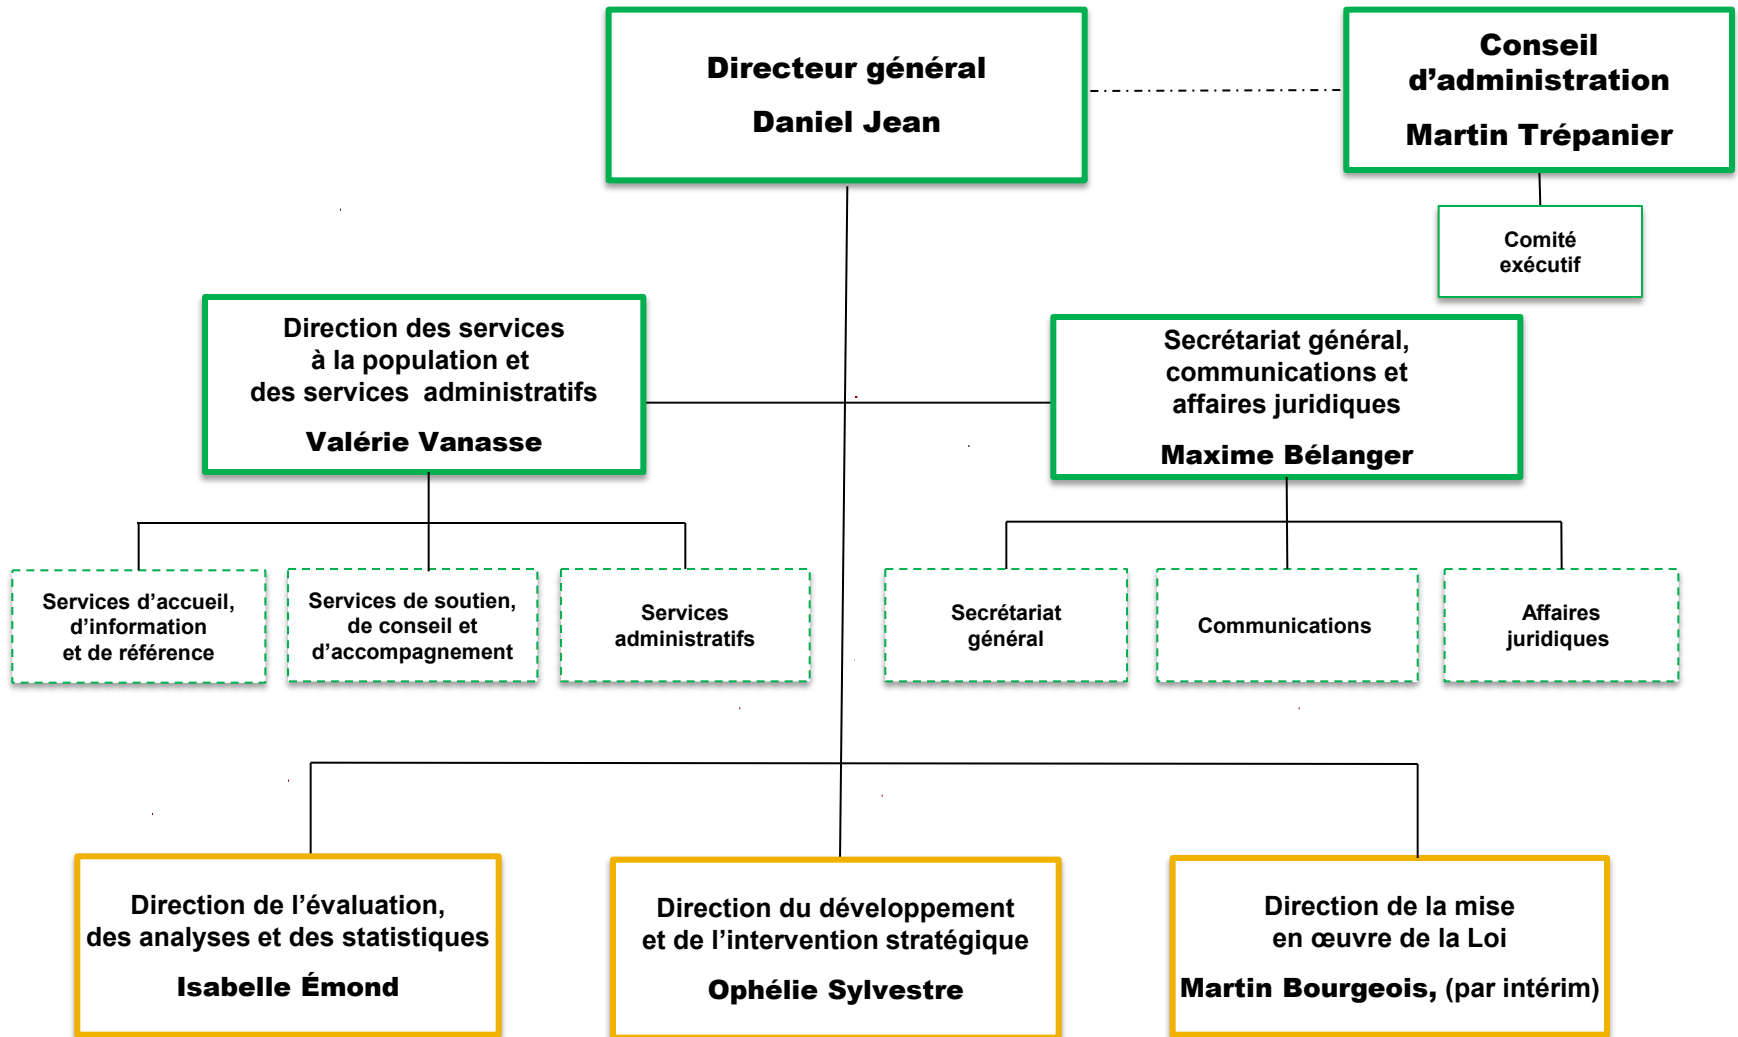 Directeur général
Daniel Jean
Conseil
d’administration
Martin Trépanier
Comité
exécutif
Direction des services
à la population et
des services administratifs
Valérie Vanasse
Secrétariat général,
communications et
affaires juridiques
Maxime Bélanger
Services d’accueil,
d’information
et de référence
Services de soutien,
de conseil et
d’accompagnement
Services
administratifs
Secrétariat
général
Communications
Affaires
juridiques
Direction de l’évaluation,
des analyses et des statistiques
Isabelle Émond
Direction du développement
et de l’intervention stratégique
Ophélie Sylvestre
Direction de la mise
en œuvre de la Loi
Martin Bourgeois, (par intérim)